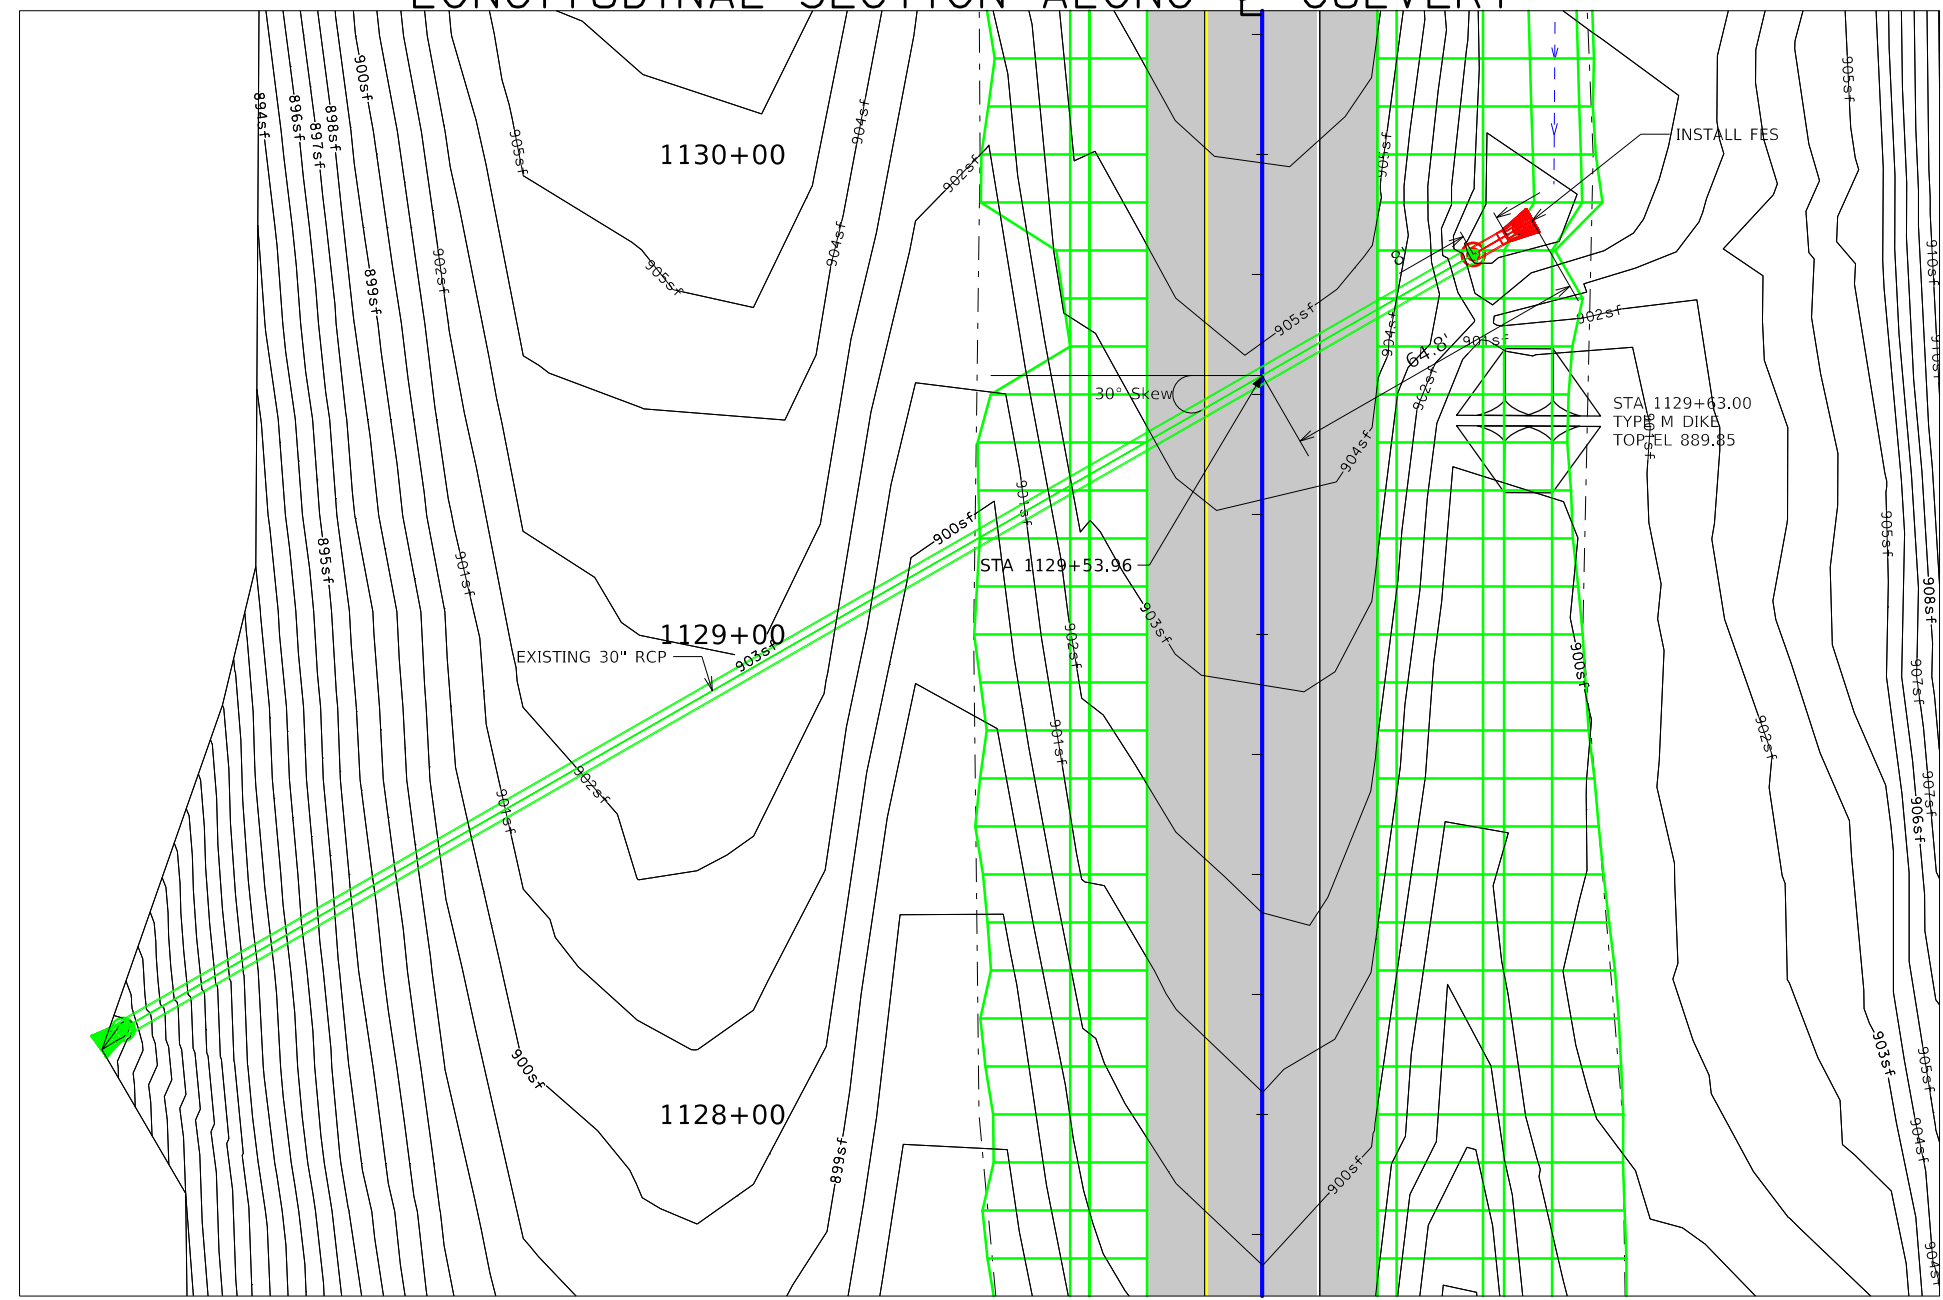 LONGITUDINAL SECTION ALONG ℄ CULVERT
894sf
896sf
897sf
898sf
900sf
905sf
1130+00
904sf
902sf
905sf
INSTALL FES
905sf
899sf
902sf
905sf
904sf
8'
905sf
904sf
64.8'
901sf
902sf
902sf
910sf
910sf
30° Skew
STA 1129+63.00
TYPE M DIKE
TOP EL 889.85
901sf
904sf
902sf
895sf
901sf
900sf
901sf
STA 1129+53.96
905sf
908sf
903sf
902sf
1129+00
EXISTING 30" RCP
903sf
900sf
907sf
901sf
902sf
902sf
901sf
907sf
906sf
900sf
1128+00
899sf
900sf
903sf
905sf
904sf
904sf